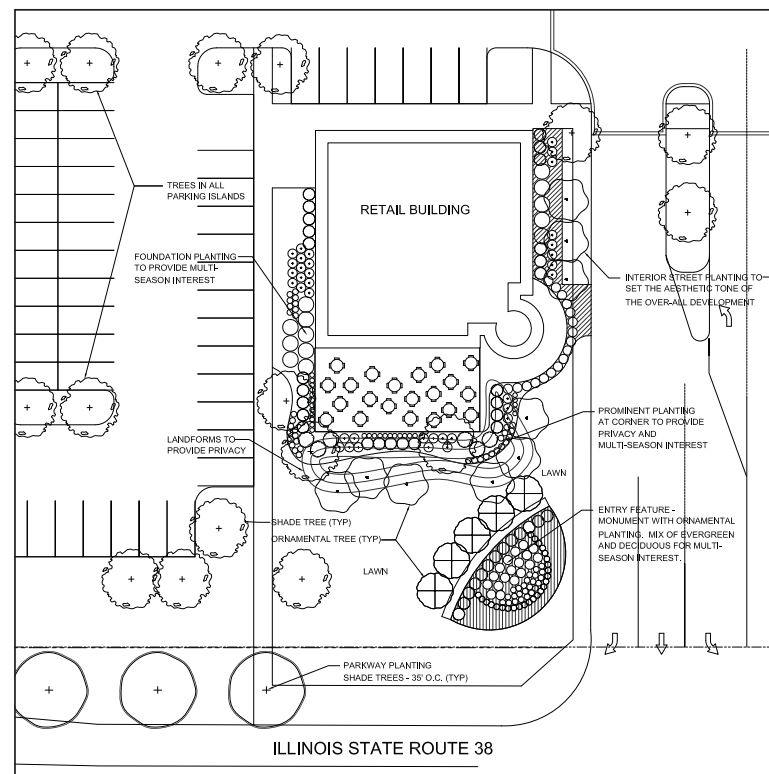 TREES IN ALL
PARKING ISLANDS
RETAIL BUILDING
FOUNDATION PLANTING
TO PROVIDE MULTI-
SEASON INTEREST
INTERIOR STREET PLANTING TO
SET THE AESTHETIC TONE OF
THE OVER-ALL DEVELOPMENT
PROMINENT PLANTING
AT CORNER TO PROVIDE
PRIVACY AND
MULTI-SEASON INTEREST
LANDFORMS TO
PROVIDE PRIVACY
LAWN
ENTRY FEATURE -
MONUMENT WITH ORNAMENTAL
PLANTING. MIX OF EVERGREEN
AND DECIDUOUS FOR MULTI-
SEASON INTEREST.
SHADE TREE (TYP)
ORNAMENTAL TREE (TYP)
LAWN
PARKWAY PLANTING
SHADE TREES - 35' O.C. (TYP)
ILLINOIS STATE ROUTE 38